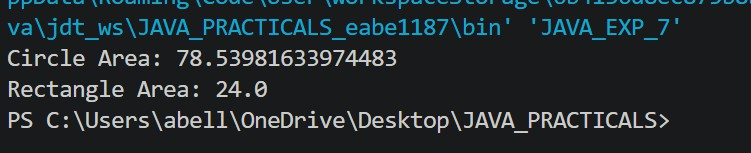 va\jdt_ws\JAVA_PRACTICALS_eabe1187\bin' 'JAVA_EXP_7'
Circle Area: 78.53981633974483
Rectangle Area: 24.0
PS C:\Users\abell\OneDrive\Desktop\JAVA_PRACTICALS>